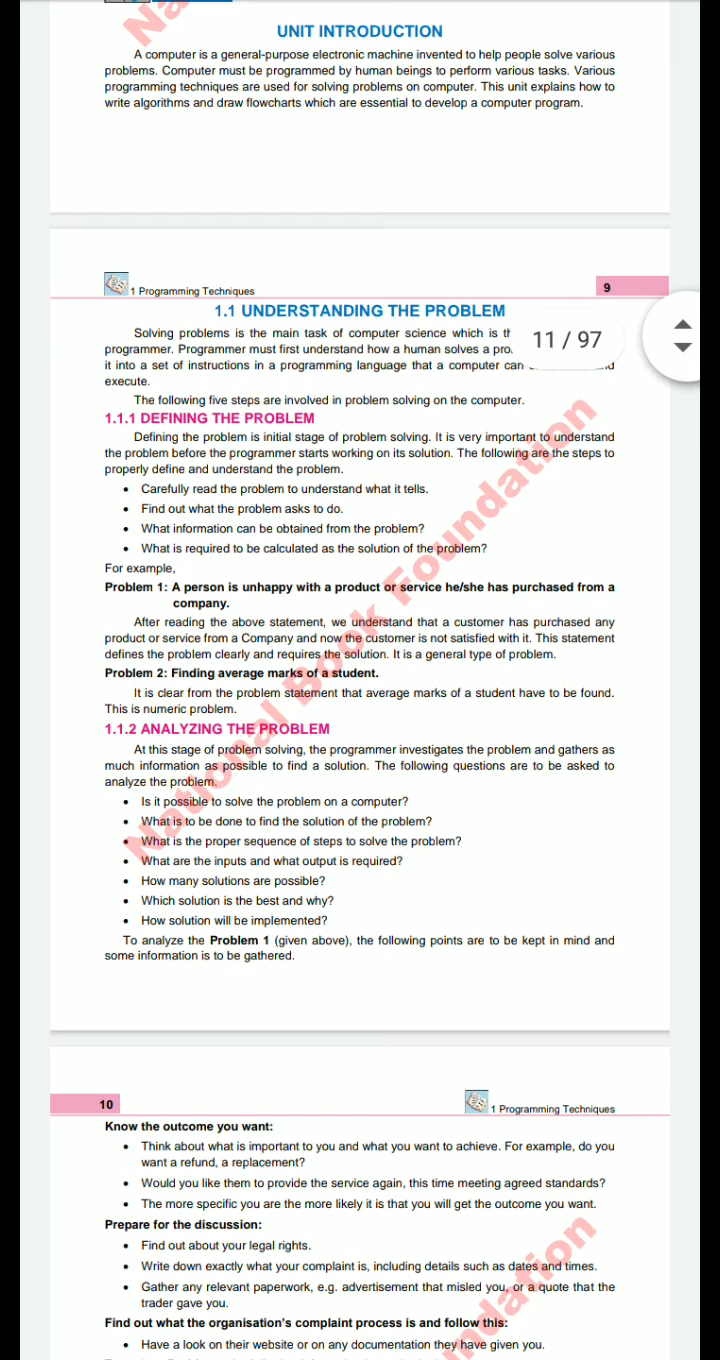 UNIT INTRODUCTION
A computer is a general-purpose electronic machine invented to help people solve various
problems. Computer must be programmed by human beings to perform various tasks. Various
programming techniques are used for solving problems on computer. This unit explains how to
write algorithms and draw flowcharts which are essential to develop a computer program.
1 Programming Techniques
9
1.1 UNDERSTANDING THE PROBLEM
Solving problems is the main task of computer science which is
programmer. Programmer must first understand how a human solves a
11 / 97
it into a set of instructions in a programming language that a computer can
execute.
The following five steps are involved in problem solving on the computer.
1.1.1 DEFINING THE PROBLEM
Defining the problem is initial stage of problem solving. It is very important to understand
the problem before the programmer starts working on its solution. The following are the steps to
properly define and understand the problem.
• Carefully read the problem to understand what it tells.
• Find out what the problem asks to do.
• What information can be obtained from the problem?
• What is required to be calculated as the solution of the problem?
For example,
Problem 1: A person is unhappy with a product or service he/she has purchased from a
company.
After reading the above statement, we understand that a customer has purchased any
product or service from a Company and now the customer is not satisfied with it. This statement
defines the problem clearly and requires the solution. It is a general type of problem.
Problem 2: Finding average marks of a student.
It is clear from the problem statement that average marks of a student have to be found.
This is numeric problem.
1.1.2 ANALYZING THE PROBLEM
At this stage of problem solving, the programmer investigates the problem and gathers as
much information as possible to find a solution. The following questions are to be asked to
analyze the problem.
• Is it possible to solve the problem on a computer?
• What is to be done to find the solution of the problem?
• What is the proper sequence of steps to solve the problem?
• What are the inputs and what output is required?
• How many solutions are possible?
• Which solution is the best and why?
• How solution will be implemented?
To analyze the Problem 1 (given above), the following points are to be kept in mind and
some information is to be gathered.
National Book Foundation
10
1 Programming Techniques
Know the outcome you want:
• Think about what is important to you and what you want to achieve. For example, do you
want a refund, a replacement?
• Would you like them to provide the service again, this time meeting agreed standards?
• The more specific you are the more likely it is that you will get the outcome you want.
Prepare for the discussion:
• Find out about your legal rights.
• Write down exactly what your complaint is, including details such as dates and times.
• Gather any relevant paperwork, e.g. advertisement that misled you, or a quote that the
trader gave you.
Find out what the organisation's complaint process is and follow this:
• Have a look on their website or on any documentation they have given you.